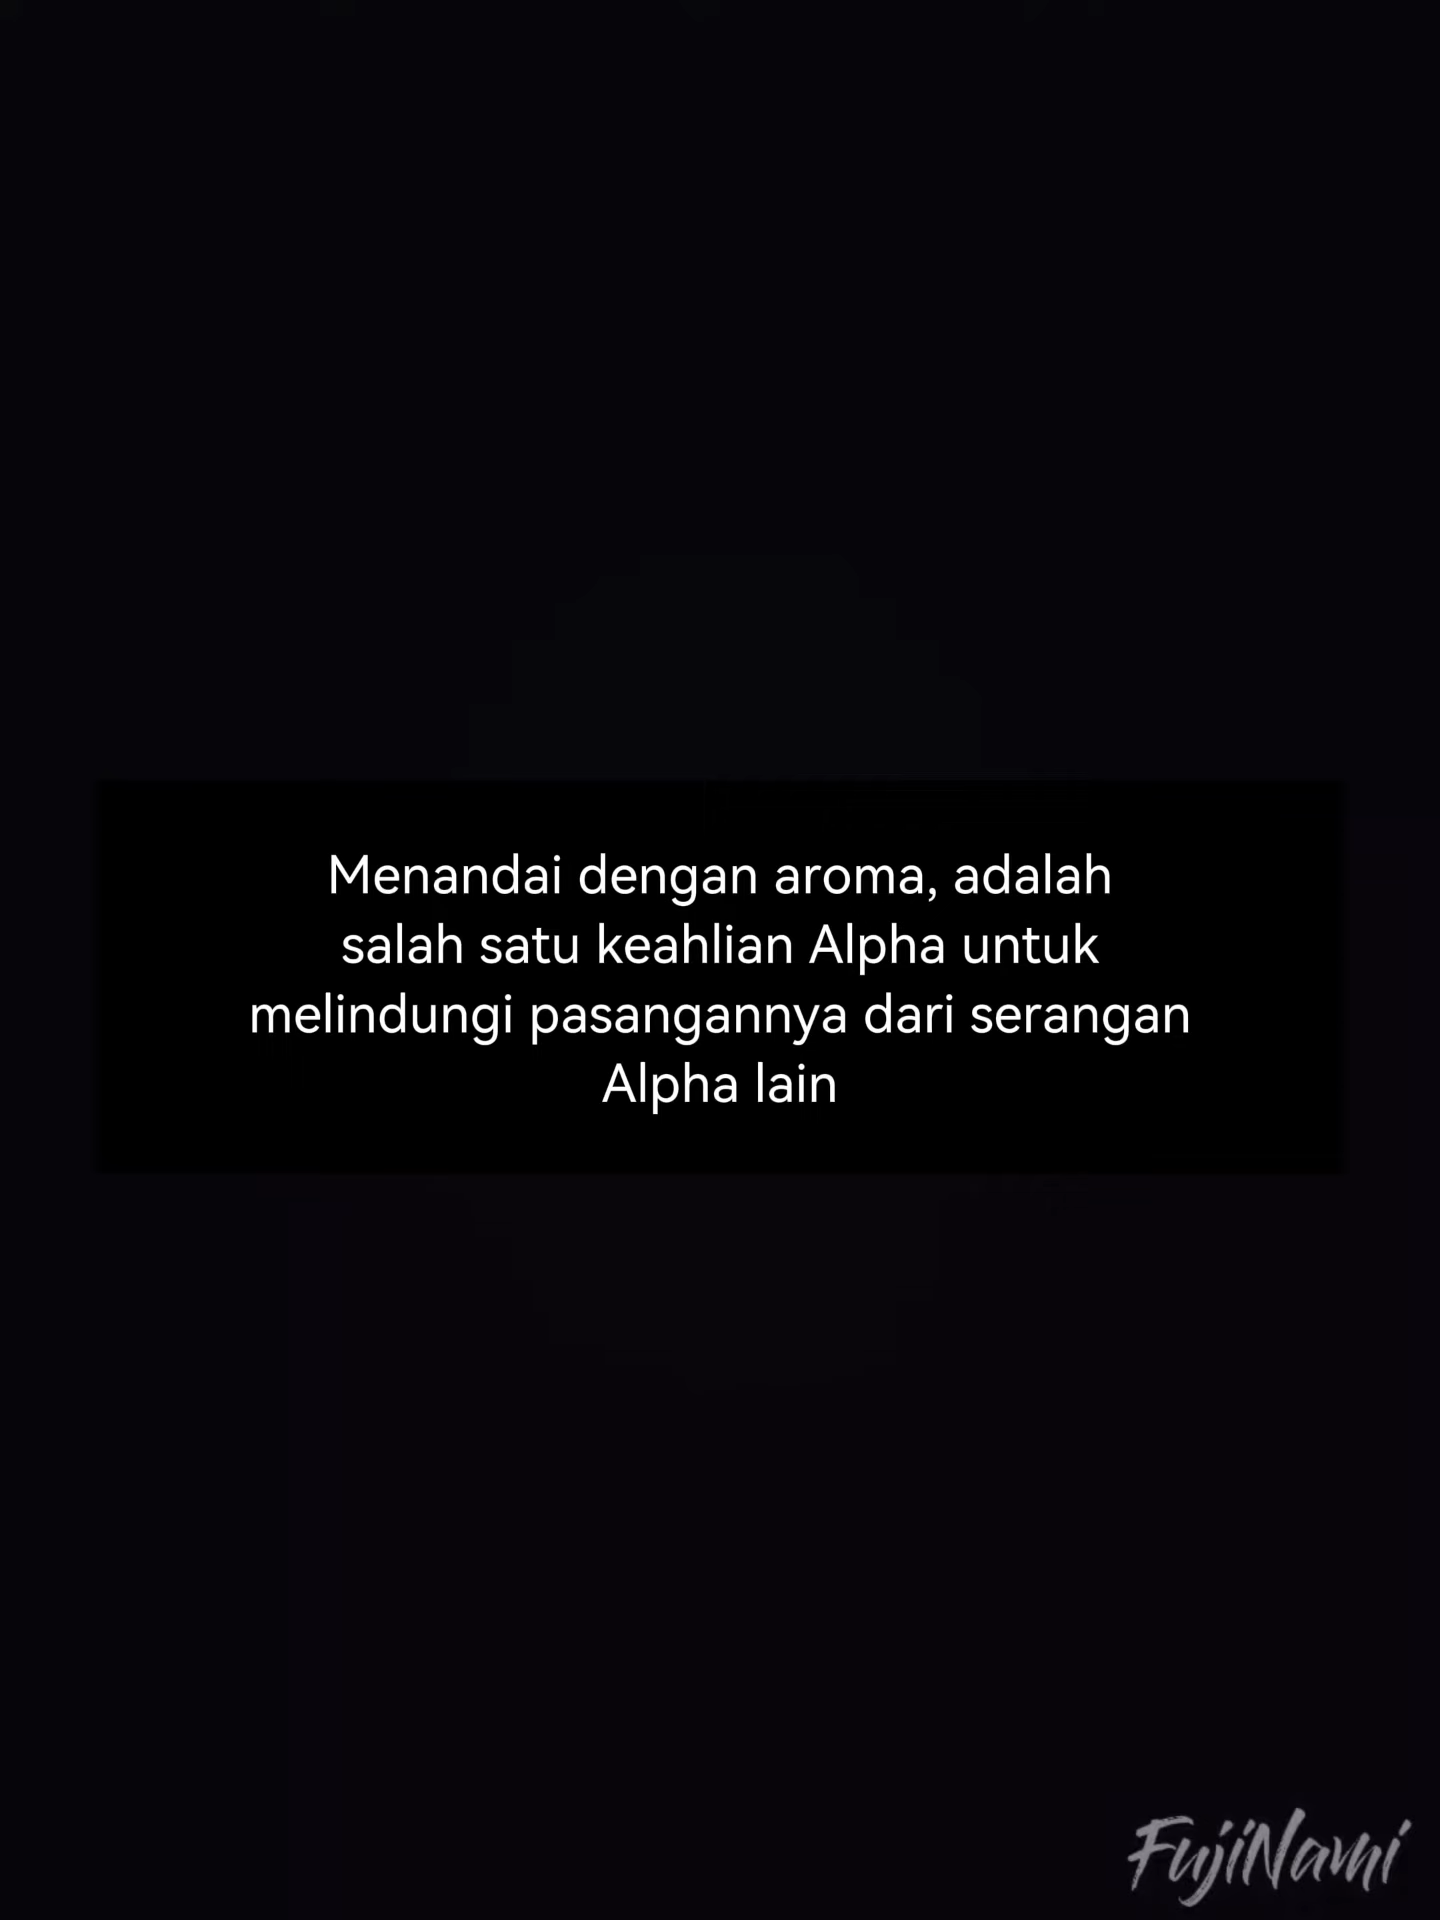 Menandai dengan aroma, adalah
salah satu keahlian Alpha untuk
melindungi pasangannya dari serangan
Alpha lain
FujiNami